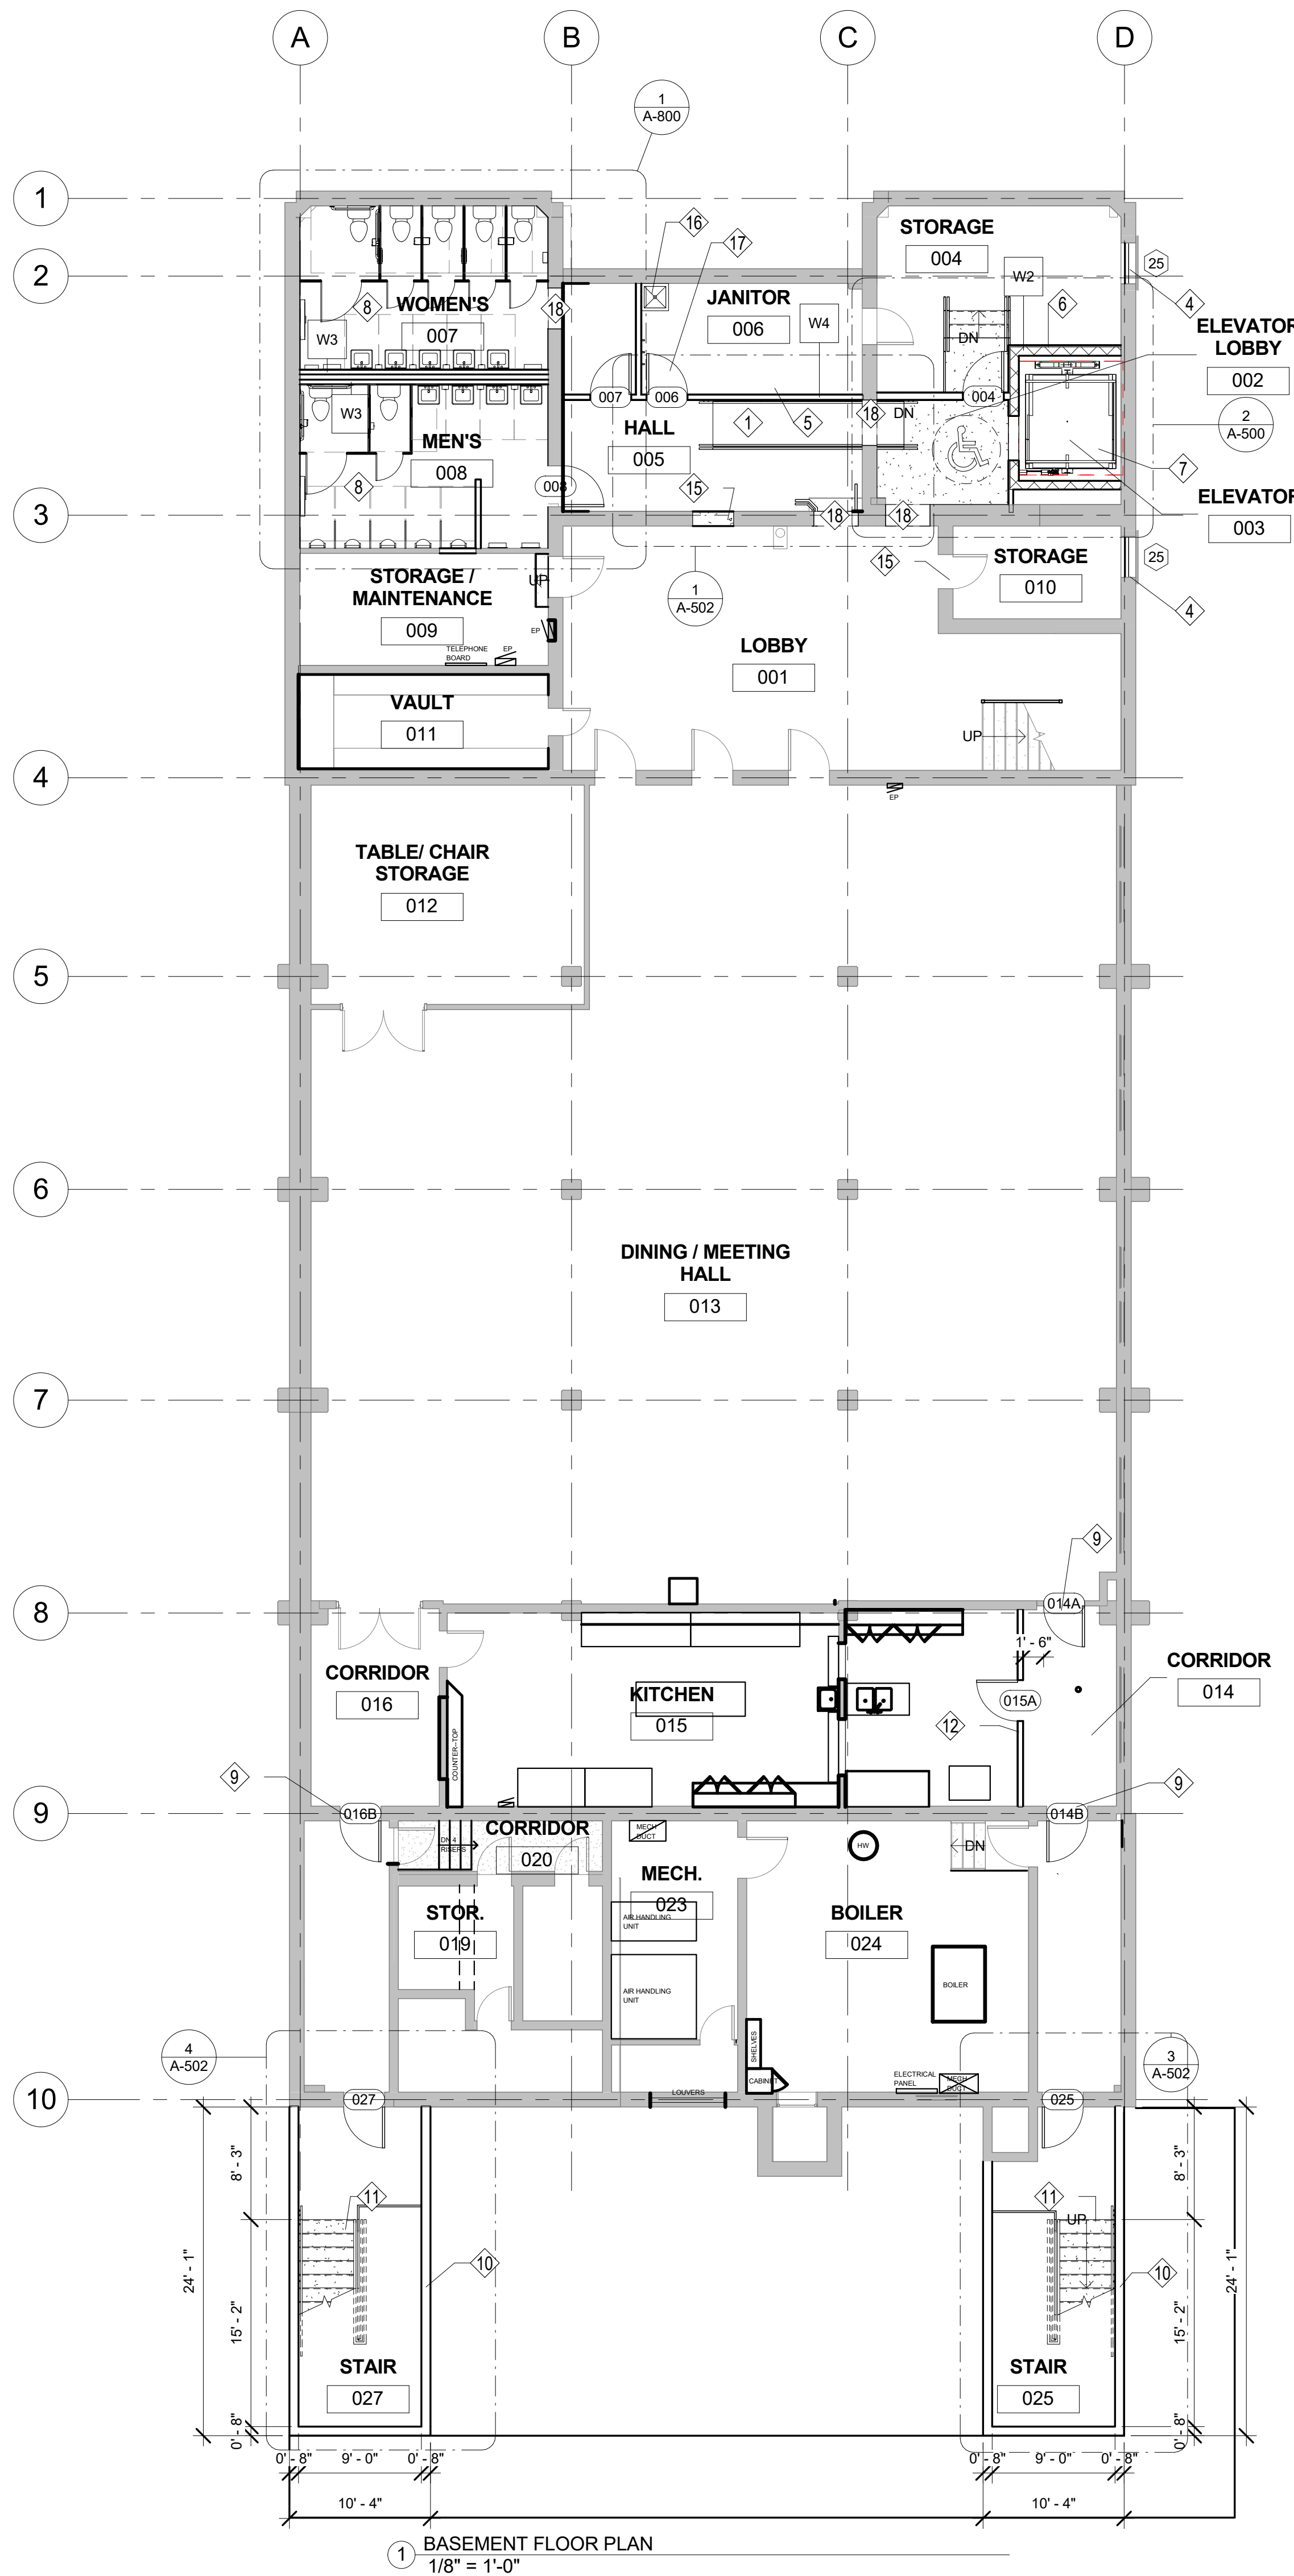 A
B
C
D
1
A-800
1
16
17
STORAGE
004
2
25
W2
JANITOR
006
WOMEN'S
007
8
18
W4
6
4
W3
DN
ELEVATOR
LOBBY
002
007
006
004
18
DN
2
A-500
W3
MEN'S
008
HALL
005
1
5
7
8
008
15
ELEVATOR
003
3
18
18
STORAGE
010
25
15
STORAGE /
MAINTENANCE
009
UP
1
A-502
4
EP
TELEPHONE
BOARD
EP
LOBBY
001
VAULT
011
UP
4
EP
TABLE/ CHAIR
STORAGE
012
5
6
DINING / MEETING
HALL
013
7
9
8
014A
1' - 6"
CORRIDOR
016
KITCHEN
015
015A
CORRIDOR
014
12
COUNTER-TOP
9
9
9
016B
014B
DN 4
RISERS
CORRIDOR
020
MECH
DUCT
HW
DN
MECH.
023
STOR.
019
AIR HANDLING
UNIT
BOILER
024
AIR HANDLING
UNIT
BOILER
SHELVES
4
A-502
3
A-502
CABINET
ELECTRICAL
PANEL
MECH
DUCT
10
027
LOUVERS
025
8' - 3"
8' - 3"
11
11
UP
24' - 1"
10
10
24' - 1"
15' - 2"
15' - 2"
STAIR
027
STAIR
025
0' - 8"
0' - 8"
0' - 8"
9' - 0"
0' - 8"
0' - 8"
9' - 0"
0' - 8"
10' - 4"
10' - 4"
1
BASEMENT FLOOR PLAN
1/8" = 1'-0"